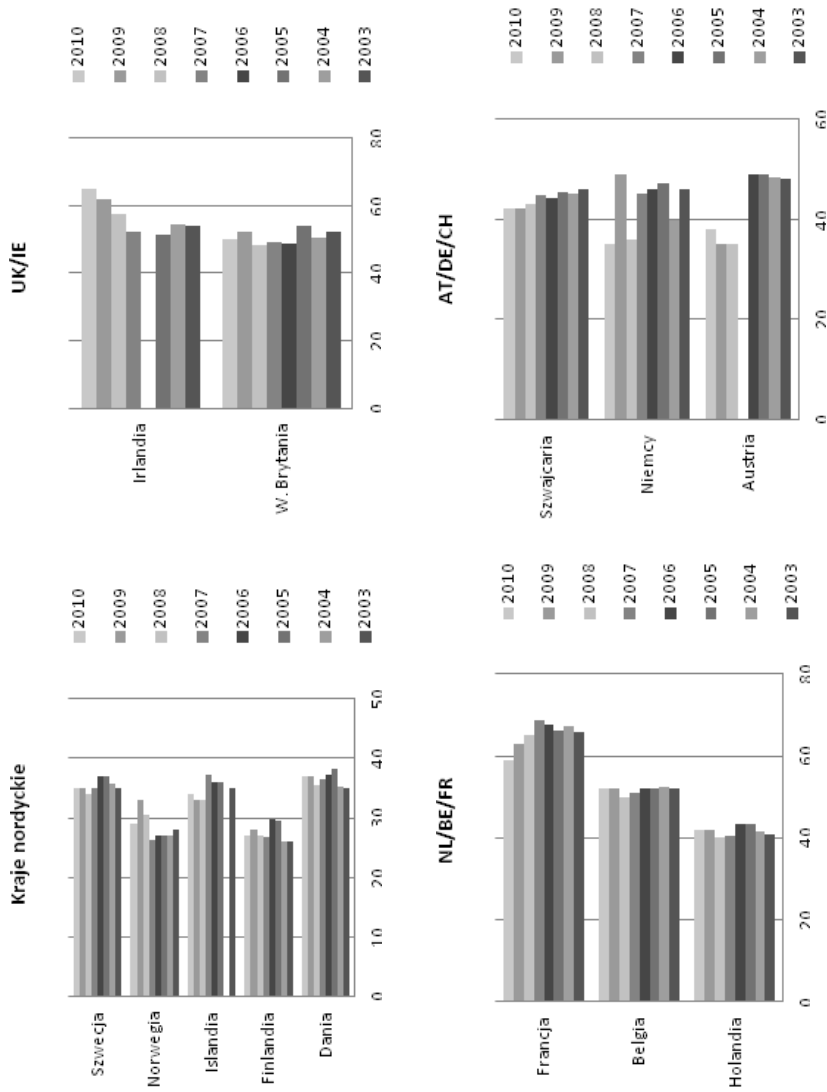 Kraje nordyckie
Szwecja
Norwegia
Islandia
Finlandia
Dania
0 10 20 30 40 50
2010
2009
2008
2007
2006
2005
2004
2003
UK/IE
Irlandia
W. Brytania
0 20 40 60 80
2010
2009
2008
2007
2006
2005
2004
2003
NL/BE/FR
Francja
Belgia
Holandia
0 20 40 60 80
2010
2009
2008
2007
2006
2005
2004
2003
AT/DE/CH
Szwajcaria
Niemcy
Austria
0 20 40 60
2010
2009
2008
2007
2006
2005
2004
2003